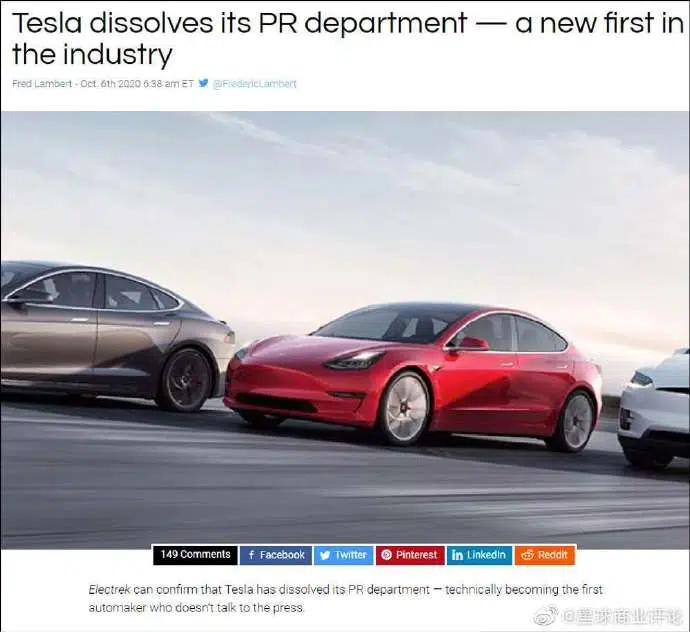 Tesla dissolves its PR department — a new first in
the industry
Fred Lambert - Oct. 6th 2020 6:38 am ET @FredericLambert
149 Comments Facebook Twitter Pinterest LinkedIn Reddit
Electrek can confirm that Tesla has dissolved its PR department — technically becoming the first
automaker who doesn't talk to the press.
@星球商业评论